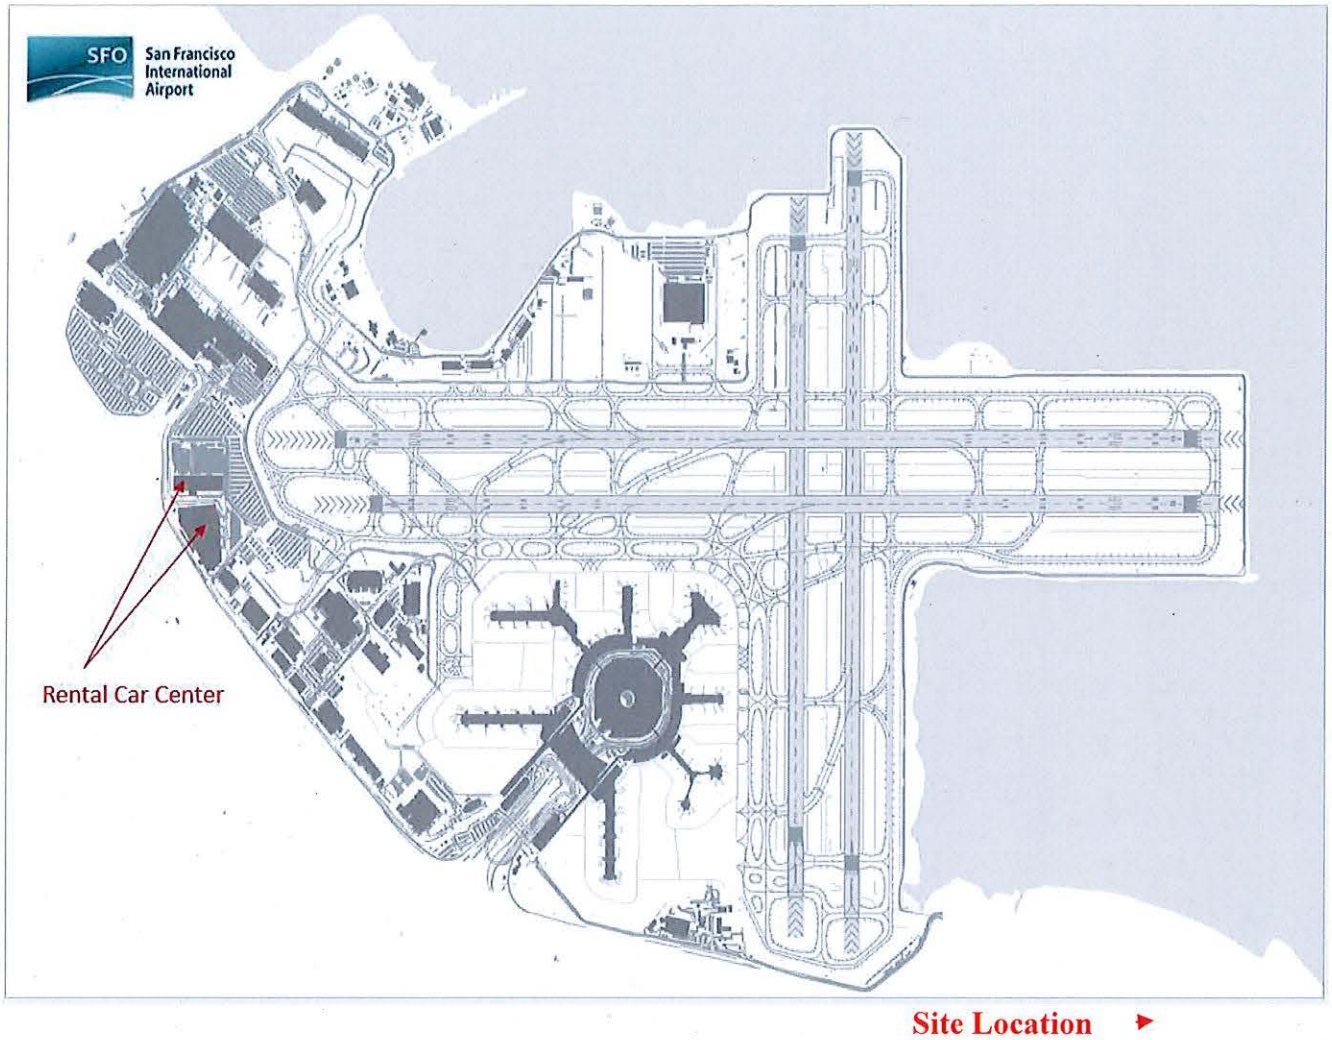 SFO
San Francisco
International
Airport
Rental Car Center
Site Location